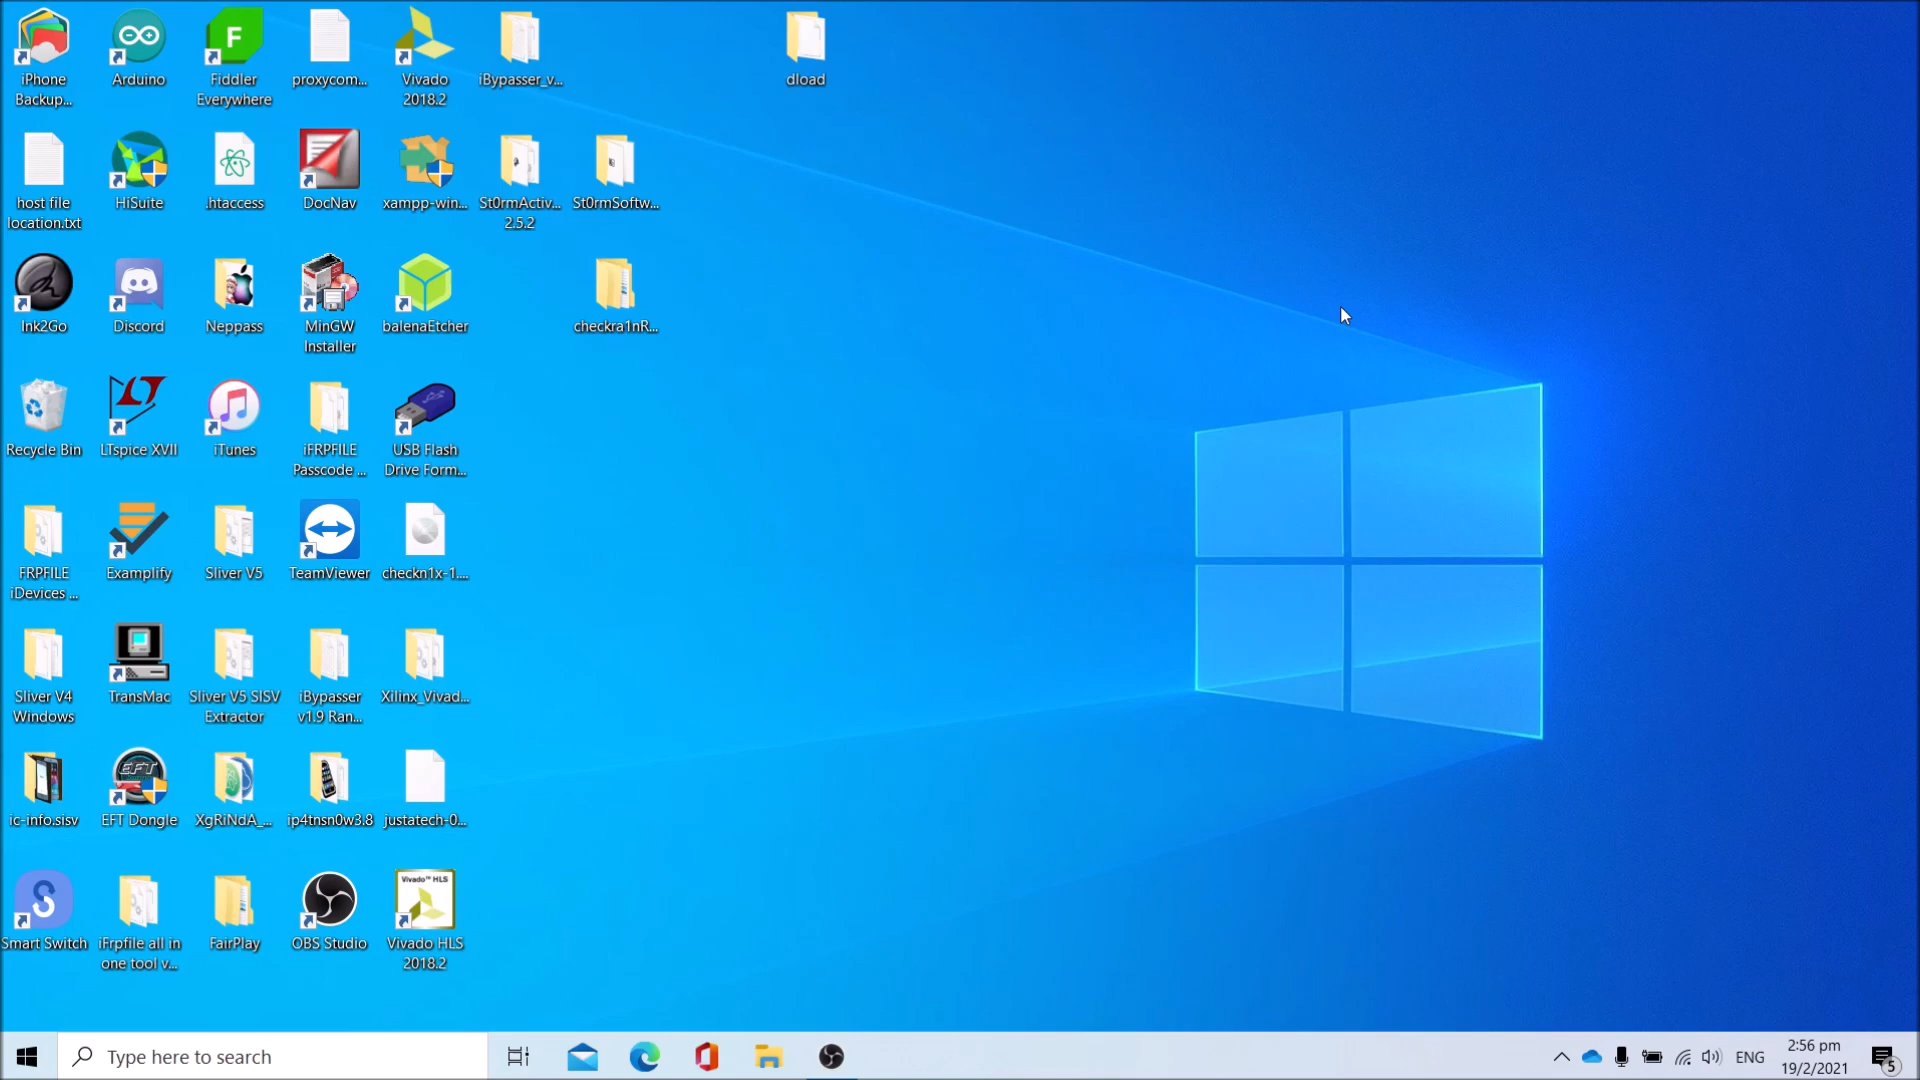 iPhone
Backup...
Arduino
F
Fiddler
Everywhere
proxycom...
Vivado
2018.2
iBypasser_v...
dload
host file
location.txt
HiSuite
.htaccess
DocNav
xampp-win...
St0rmActiv...
2.5.2
St0rmSoftw...
Ink2Go
Discord
Neppass
MinGW
Installer
balenaEtcher
checkra1nR...
Recycle Bin
LTspice XVII
iTunes
iFRPFILE
Passcode ...
USB Flash
Drive Form...
FRPFILE
iDevices ...
Examplify
Sliver V5
TeamViewer
checkn1x-1....
Sliver V4
Windows
TransMac
Sliver V5 SISV
Extractor
iBypasser
v1.9 Ran...
Xilinx_Vivad...
ic-info.sisv
EFT
EFT Dongle
XgRiNdA_...
ip4tnsn0w3.8
justatech-0...
Smart Switch
iFrpfile all in
one tool v...
FairPlay
OBS Studio
Vivado™ HLS
Vivado HLS
2018.2
Type here to search
ENG
2:56 pm
19/2/2021
5